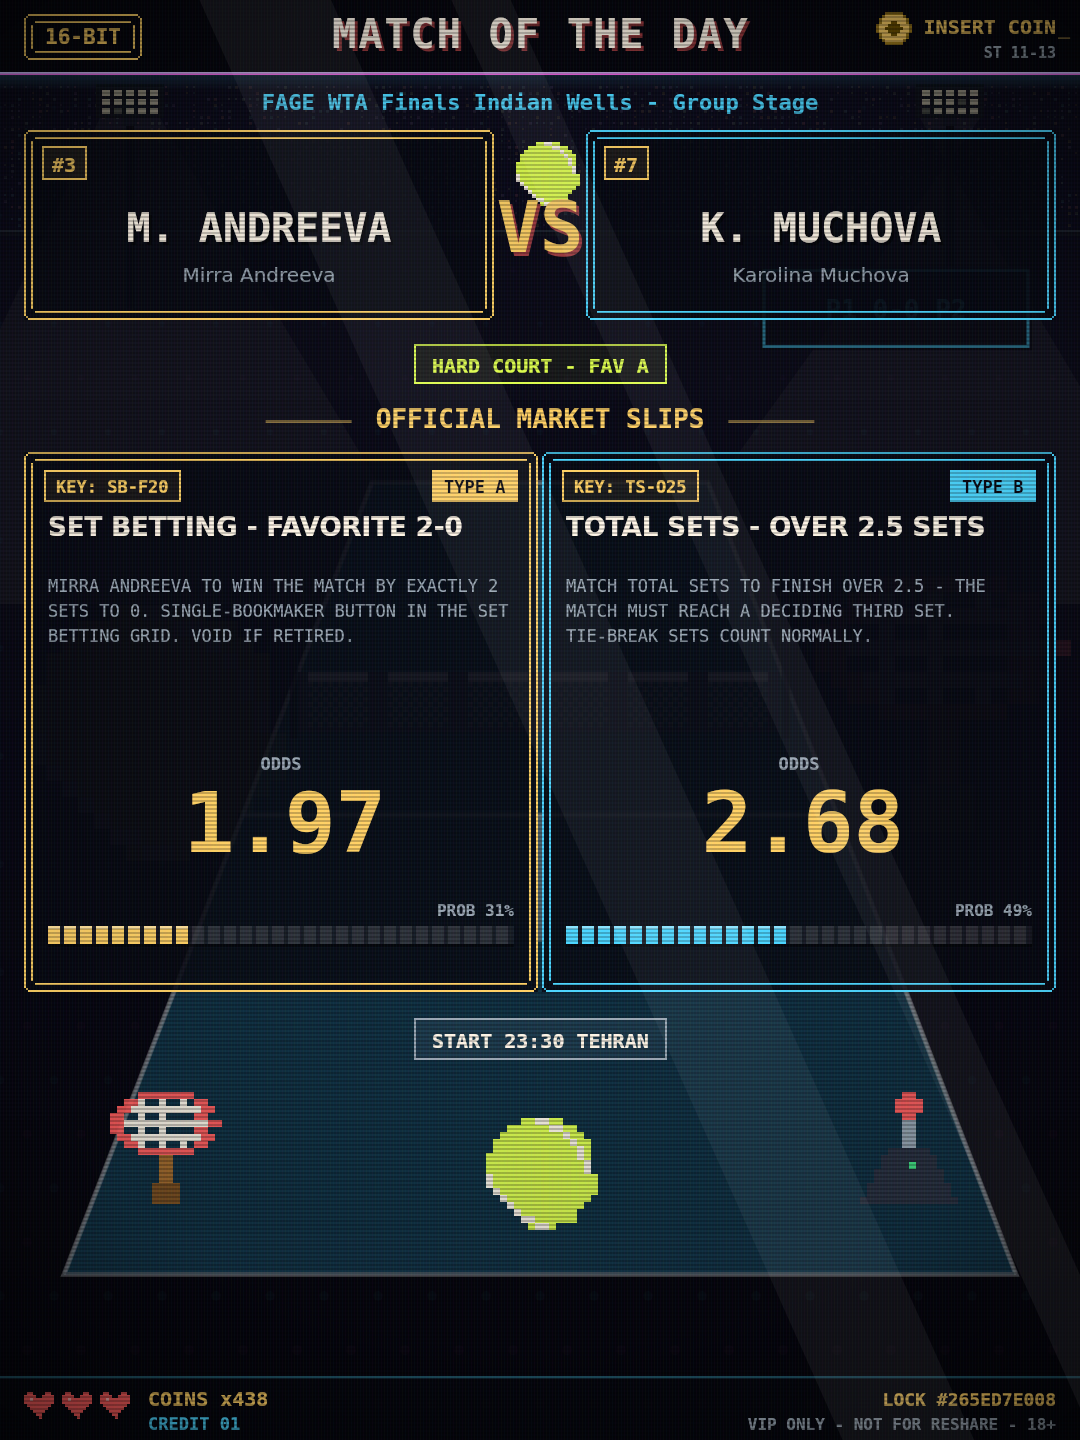 16-BIT
MATCH OF THE DAY
INSERT COIN_
ST 11-13
FAGE WTA Finals Indian Wells - Group Stage
#3
M. ANDREEVA
Mirra Andreeva
VS
#7
K. MUCHOVA
Karolina Muchova
P1 0-0 P2
HARD COURT - FAV A
OFFICIAL MARKET SLIPS
KEY: SB-F20
TYPE A
SET BETTING - FAVORITE 2-0
MIRRA ANDREEVA TO WIN THE MATCH BY EXACTLY 2
SETS TO 0. SINGLE-BOOKMAKER BUTTON IN THE SET
BETTING GRID. VOID IF RETIRED.
ODDS
1.97
PROB 31%
KEY: TS-O25
TYPE B
TOTAL SETS - OVER 2.5 SETS
MATCH TOTAL SETS TO FINISH OVER 2.5 - THE
MATCH MUST REACH A DECIDING THIRD SET.
TIE-BREAK SETS COUNT NORMALLY.
ODDS
2.68
PROB 49%
START 23:30 TEHRAN
COINS x438
CREDIT 01
LOCK #265ED7E008
VIP ONLY - NOT FOR RESHARE - 18+